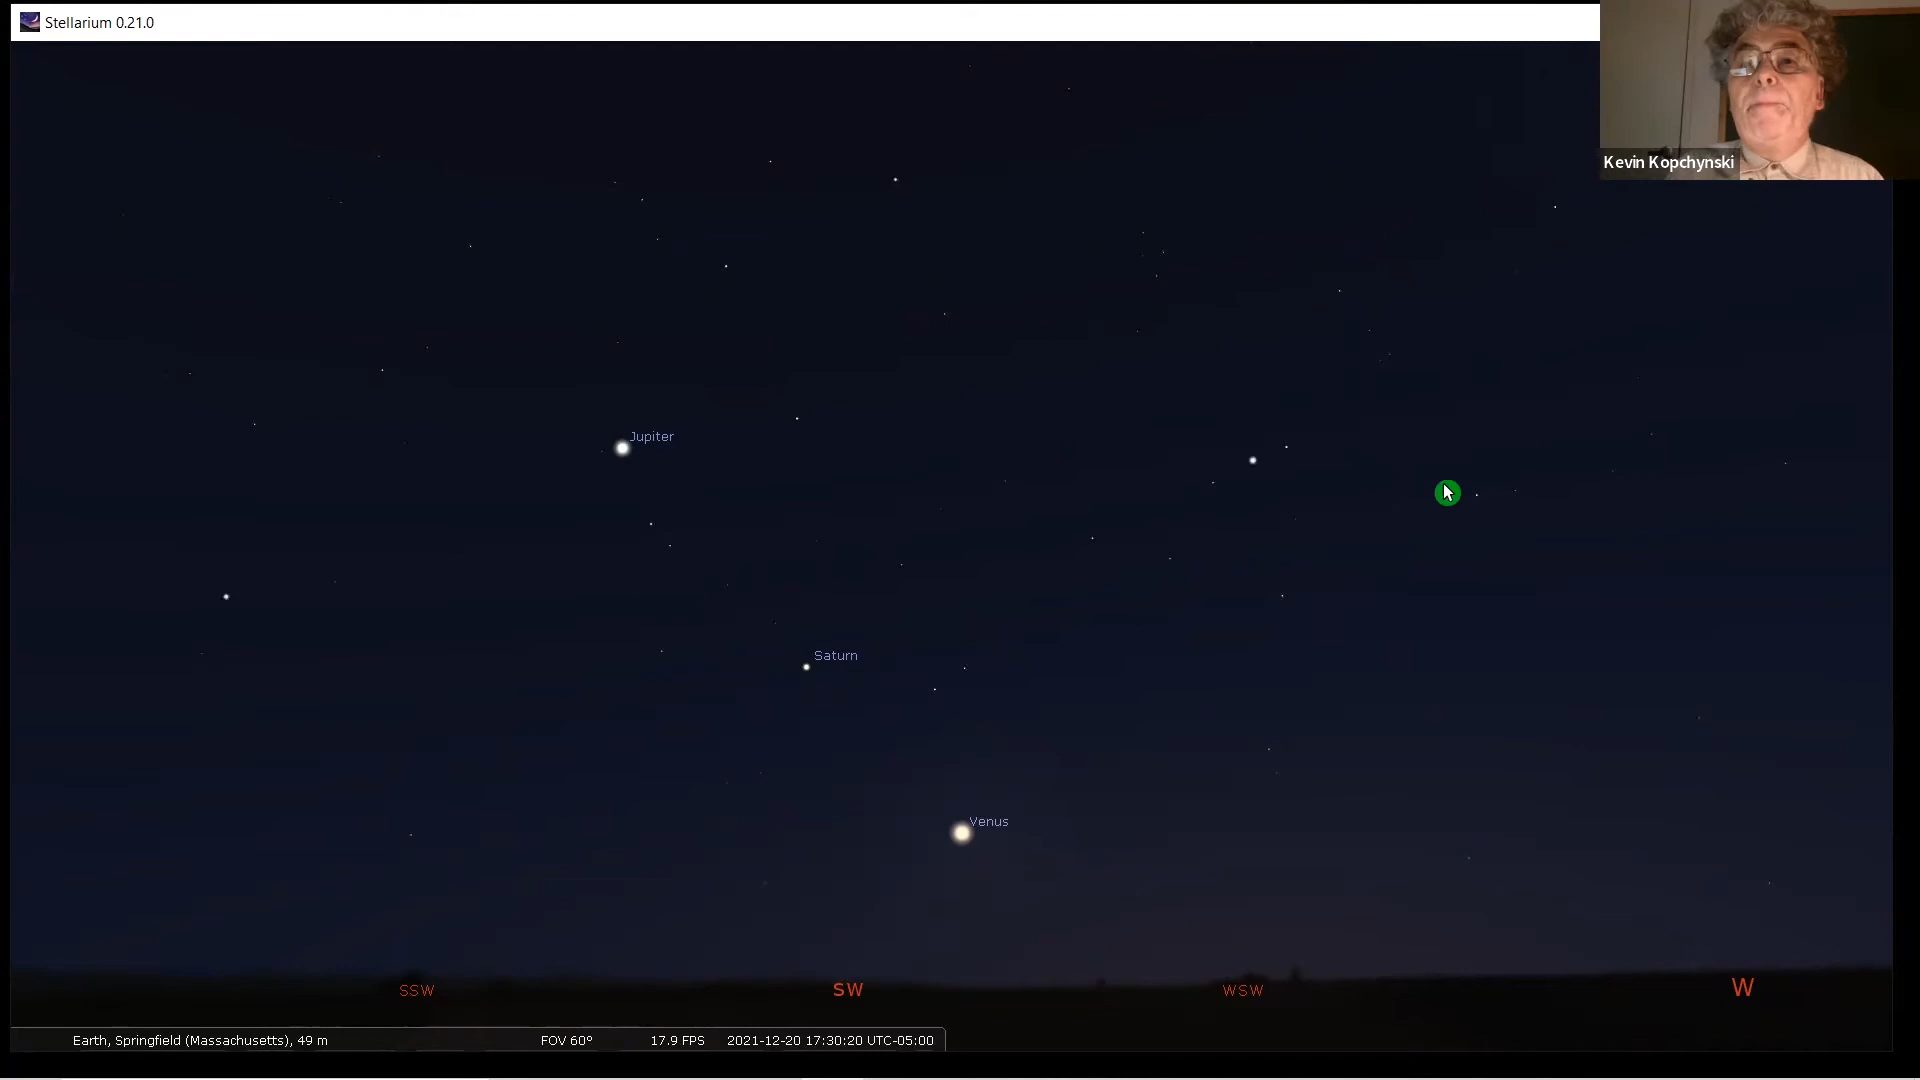 Stellarium 0.21.0
Kevin Kopchynski
Jupiter
Saturn
Venus
SSW
SW
WSW
W
Earth, Springfield (Massachusetts), 49 m
FOV 60°
17.9 FPS
2021-12-20 17:30:20 UTC-05:00